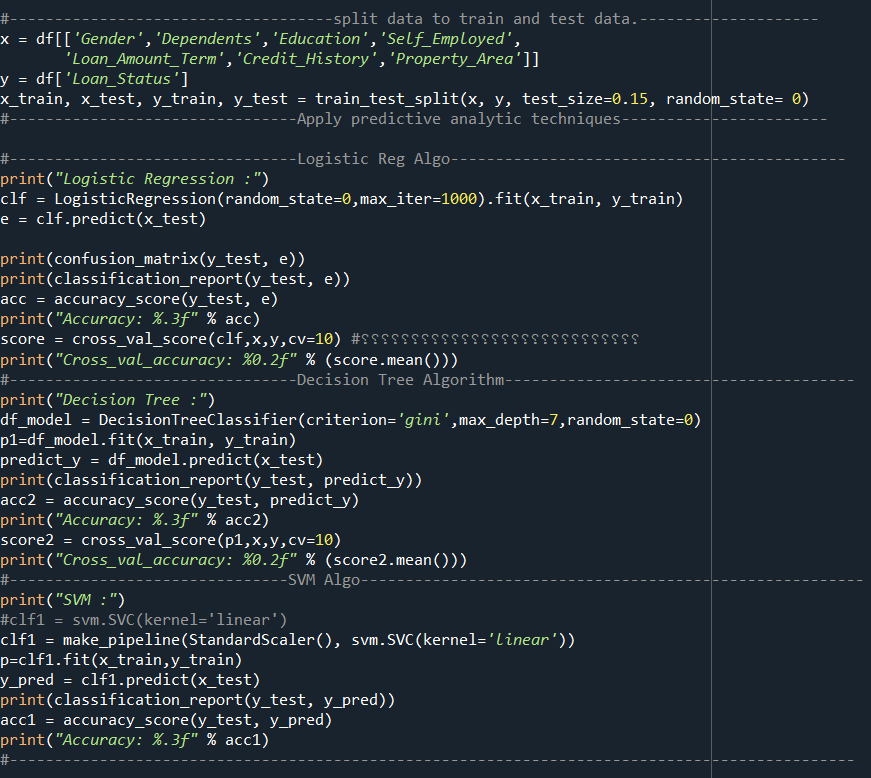 #------------------------------------split data to train and test data.--------------------
x = df[['Gender','Dependents','Education','Self_Employed',
       'Loan_Amount_Term','Credit_History','Property_Area']]
y = df['Loan_Status']
x_train, x_test, y_train, y_test = train_test_split(x, y, test_size=0.15, random_state= 0)
#--------------------------------Apply predictive analytic techniques-----------------------

#--------------------------------Logistic Reg Algo--------------------------------------------
print("Logistic Regression :")
clf = LogisticRegression(random_state=0,max_iter=1000).fit(x_train, y_train)
e = clf.predict(x_test)

print(confusion_matrix(y_test, e))
print(classification_report(y_test, e))
acc = accuracy_score(y_test, e)
print("Accuracy: %.3f" % acc)
score = cross_val_score(clf,x,y,cv=10) #؟؟؟؟؟؟؟؟؟؟؟؟؟؟؟؟؟؟؟؟؟؟؟؟؟؟؟؟
print("Cross_val_accuracy: %0.2f" % (score.mean()))
#--------------------------------Decision Tree Algorithm---------------------------------------
print("Decision Tree :")
df_model = DecisionTreeClassifier(criterion='gini',max_depth=7,random_state=0)
p1=df_model.fit(x_train, y_train)
predict_y = df_model.predict(x_test)
print(classification_report(y_test, predict_y))
acc2 = accuracy_score(y_test, predict_y)
print("Accuracy: %.3f" % acc2)
score2 = cross_val_score(p1,x,y,cv=10)
print("Cross_val_accuracy: %0.2f" % (score2.mean()))
#-------------------------------SVM Algo--------------------------------------------------------
print("SVM :")
#clf1 = svm.SVC(kernel='linear')
clf1 = make_pipeline(StandardScaler(), svm.SVC(kernel='linear'))
p=clf1.fit(x_train,y_train)
y_pred = clf1.predict(x_test)
print(classification_report(y_test, y_pred))
acc1 = accuracy_score(y_test, y_pred)
print("Accuracy: %.3f" % acc1)
#----------------------------------------------------------------------------------------------